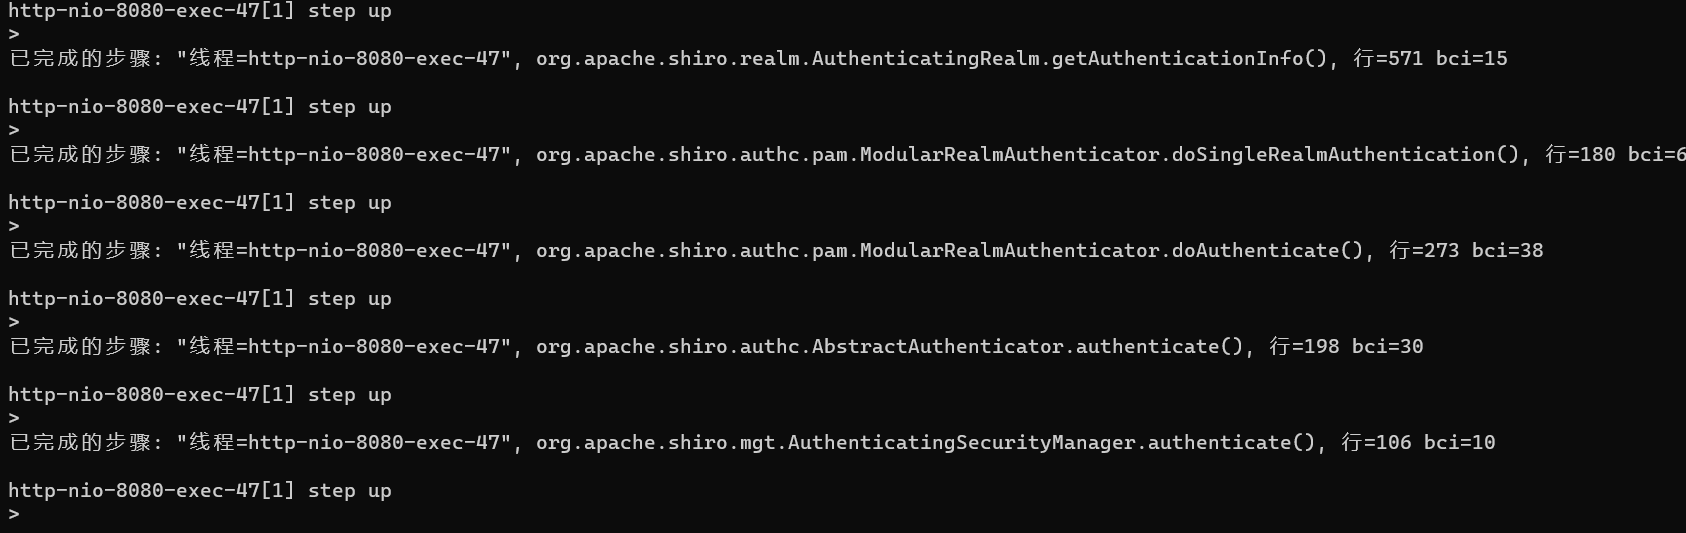 http-nio-8080-exec-47[1] step up
>
已完成的步骤: "线程=http-nio-8080-exec-47", org.apache.shiro.realm.AuthenticatingRealm.getAuthenticationInfo(), 行=571 bci=15
http-nio-8080-exec-47[1] step up
>
已完成的步骤: "线程=http-nio-8080-exec-47", org.apache.shiro.authc.pam.ModularRealmAuthenticator.doSingleRealmAuthentication(), 行=180 bci=6
http-nio-8080-exec-47[1] step up
>
已完成的步骤: "线程=http-nio-8080-exec-47", org.apache.shiro.authc.pam.ModularRealmAuthenticator.doAuthenticate(), 行=273 bci=38
http-nio-8080-exec-47[1] step up
>
已完成的步骤: "线程=http-nio-8080-exec-47", org.apache.shiro.authc.AbstractAuthenticator.authenticate(), 行=198 bci=30
http-nio-8080-exec-47[1] step up
>
已完成的步骤: "线程=http-nio-8080-exec-47", org.apache.shiro.mgt.AuthenticatingSecurityManager.authenticate(), 行=106 bci=10
http-nio-8080-exec-47[1] step up
>